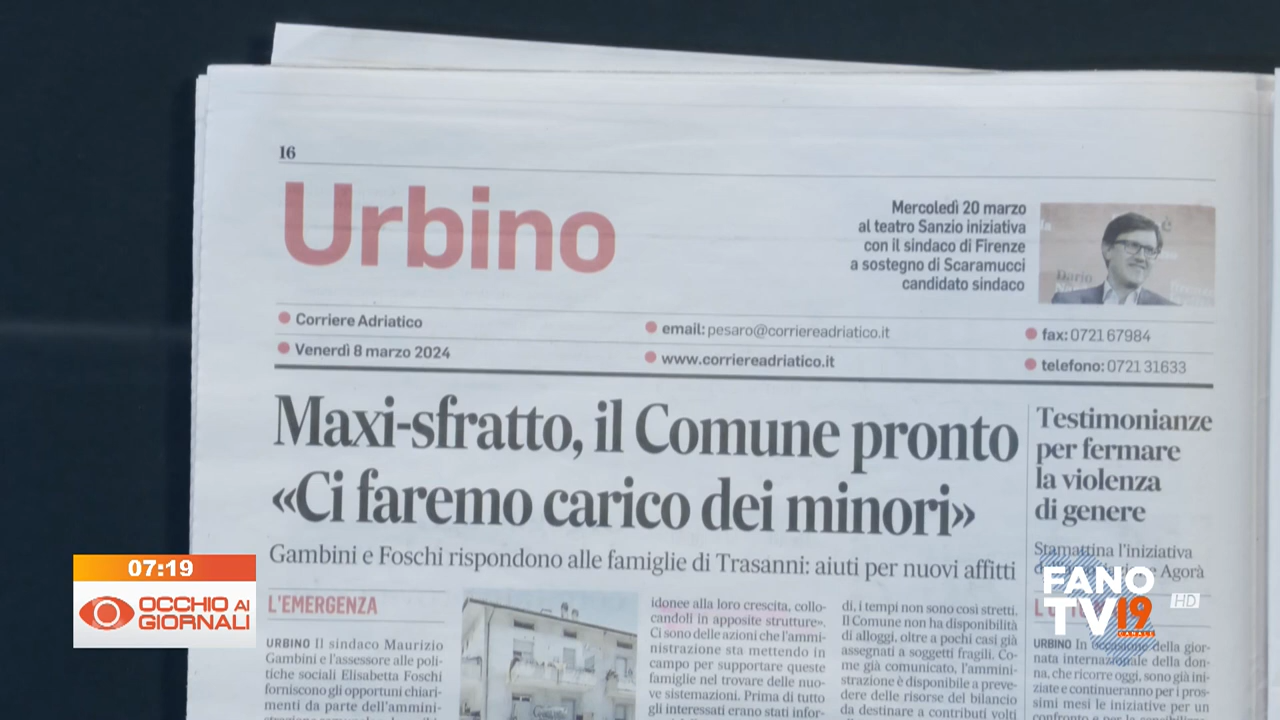 16
Urbino
Mercoledì 20 marzo
al teatro Sanzio iniziativa
con il sindaco di Firenze
a sostegno di Scaramucci
candidato sindaco
Dario
Corriere Adriatico
email: pesaro@corriereadriatico.it
fax: 0721 67984
Venerdì 8 marzo 2024
www.corriereadriatico.it
telefono: 0721 31633
Maxi-sfratto, il Comune pronto
«Ci faremo carico dei minori»
Gambini e Foschi rispondono alle famiglie di Trasanni: aiuti per nuovi affitti
L'EMERGENZA
URBINO Il sindaco Maurizio
Gambini e l'assessore alle poli-
tiche sociali Elisabetta Foschi
forniscono gli opportuni chiari-
menti da parte dell'ammini-
idonee alla loro crescita, collo-
candoli in apposite strutture».
Ci sono delle azioni che l'ammi-
nistrazione sta mettendo in
campo per supportare queste
famiglie nel trovare delle nuo-
ve sistemazioni. Prima di tutto
gli interessati erano stati infor-
di, i tempi non sono così stretti.
Il Comune non ha disponibilità
di alloggi, oltre a pochi casi già
assegnati a soggetti fragili. Co-
me già comunicato, l'ammini-
strazione è disponibile a preve-
dere delle risorse del bilancio
da destinare a contributi volti
Testimonianze
per fermare
la violenza
di genere
Stamattina l'iniziativa
Agorà
URBINO In della gior-
nata internazionale della don-
na, che ricorre oggi, sono già ini-
ziate e continueranno per i pros-
simi mesi le iniziative per un
07:19
OCCHIO AI
GIORNALI
FANO
TV19
CANALE
HD